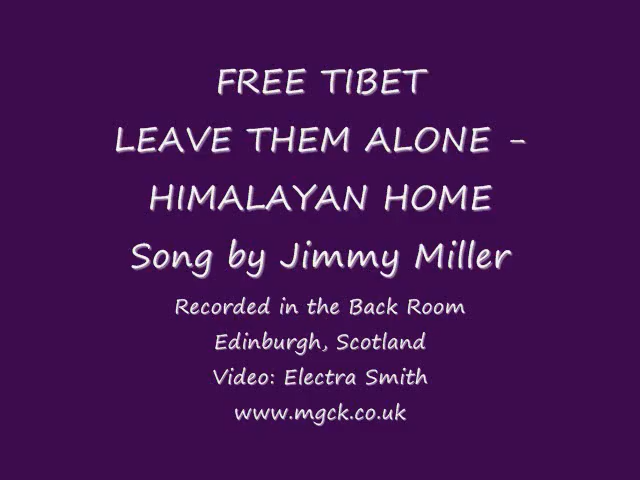 FREE TIBET
LEAVE THEM ALONE -
HIMALAYAN HOME
Song by Jimmy Miller
Recorded in the Back Room
Edinburgh, Scotland
Video: Electra Smith
www.mgck.co.uk